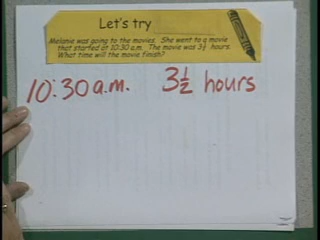 Let's try
Melanie was going to the movies. She went to a movie
that started at 10:30 a.m. The movie was 3½ hours.
What time will the movie finish?
10:30 a.m. 3½ hours